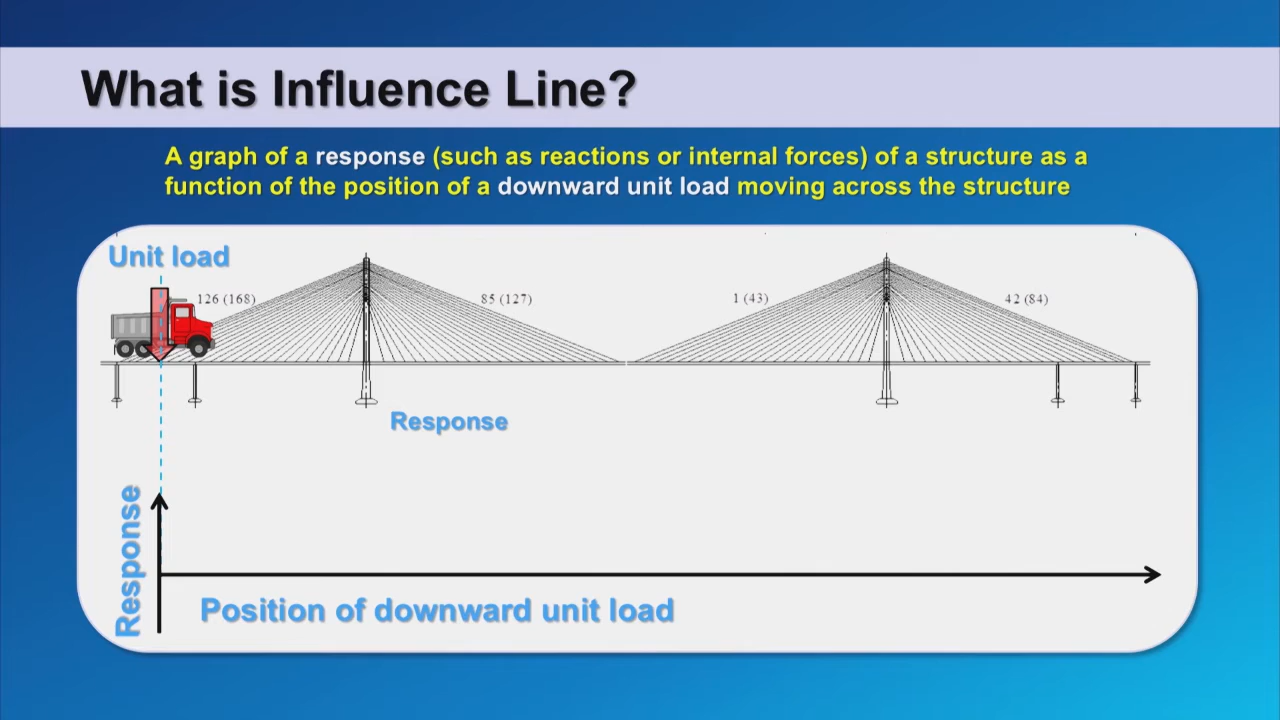 What is Influence Line?
A graph of a response (such as reactions or internal forces) of a structure as a
function of the position of a downward unit load moving across the structure
Unit load
126 (168)
85 (127)
1 (43)
42 (84)
Response
Response
Position of downward unit load